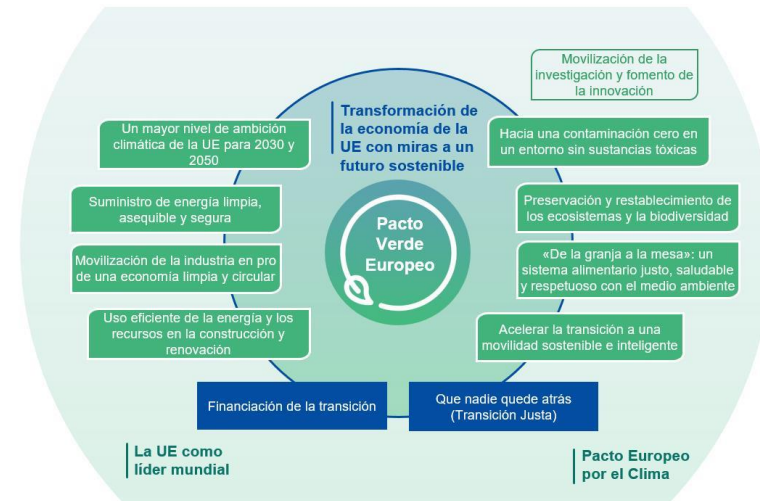 Movilización de la
investigación y fomento de
la innovación
Transformación de
la economía de la
UE con miras a un
futuro sostenible
Un mayor nivel de ambición
climática de la UE para 2030 y
2050
Hacia una contaminación cero en
un entorno sin sustancias tóxicas
Suministro de energía limpia,
asequible y segura
Preservación y restablecimiento de
los ecosistemas y la biodiversidad
Pacto
Verde
Europeo
Movilización de la industria en pro
de una economía limpia y circular
«De la granja a la mesa»: un
sistema alimentario justo, saludable
y respetuoso con el medio ambiente
Uso eficiente de la energía y los
recursos en la construcción y
renovación
Acelerar la transición a una
movilidad sostenible e inteligente
Financiación de la transición
Que nadie quede atrás
(Transición Justa)
La UE como
líder mundial
Pacto Europeo
por el Clima